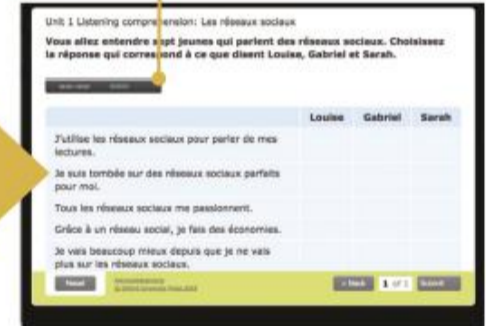 Unit 1 Listening comprehension: Les réseaux sociaux
Vous allez entendre sept jeunes qui parlent des réseaux sociaux. Choisissez
la réponse qui correspond à ce que disent Louise, Gabriel et Sarah.
Louise Gabriel Sarah
J'utilise les réseaux sociaux pour parler de mes
lectures.
Je suis tombée sur des réseaux sociaux parfaits
pour moi.
Tous les réseaux sociaux me passionnent.
Grâce à un réseau social, je fais des économies.
Je vais beaucoup mieux depuis que je ne vais
plus sur les réseaux sociaux.
Reset
< Back 1 of 1 Submit